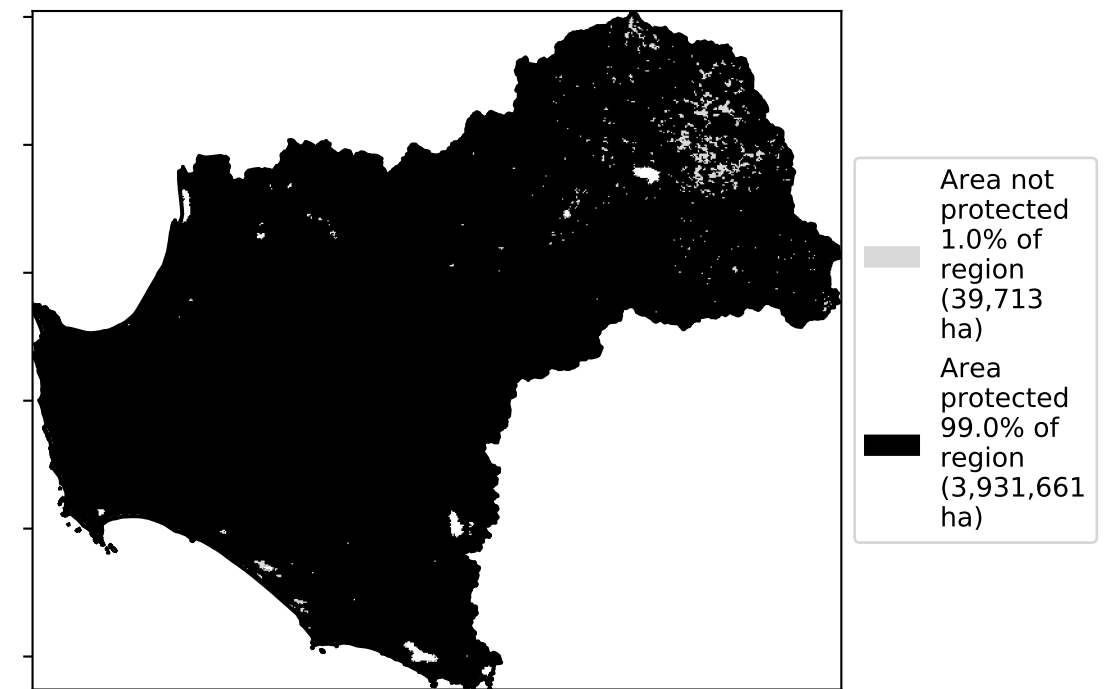 Area not
protected
1.0% of
region
(39,713
ha)
Area
protected
99.0% of
region
(3,931,661
ha)